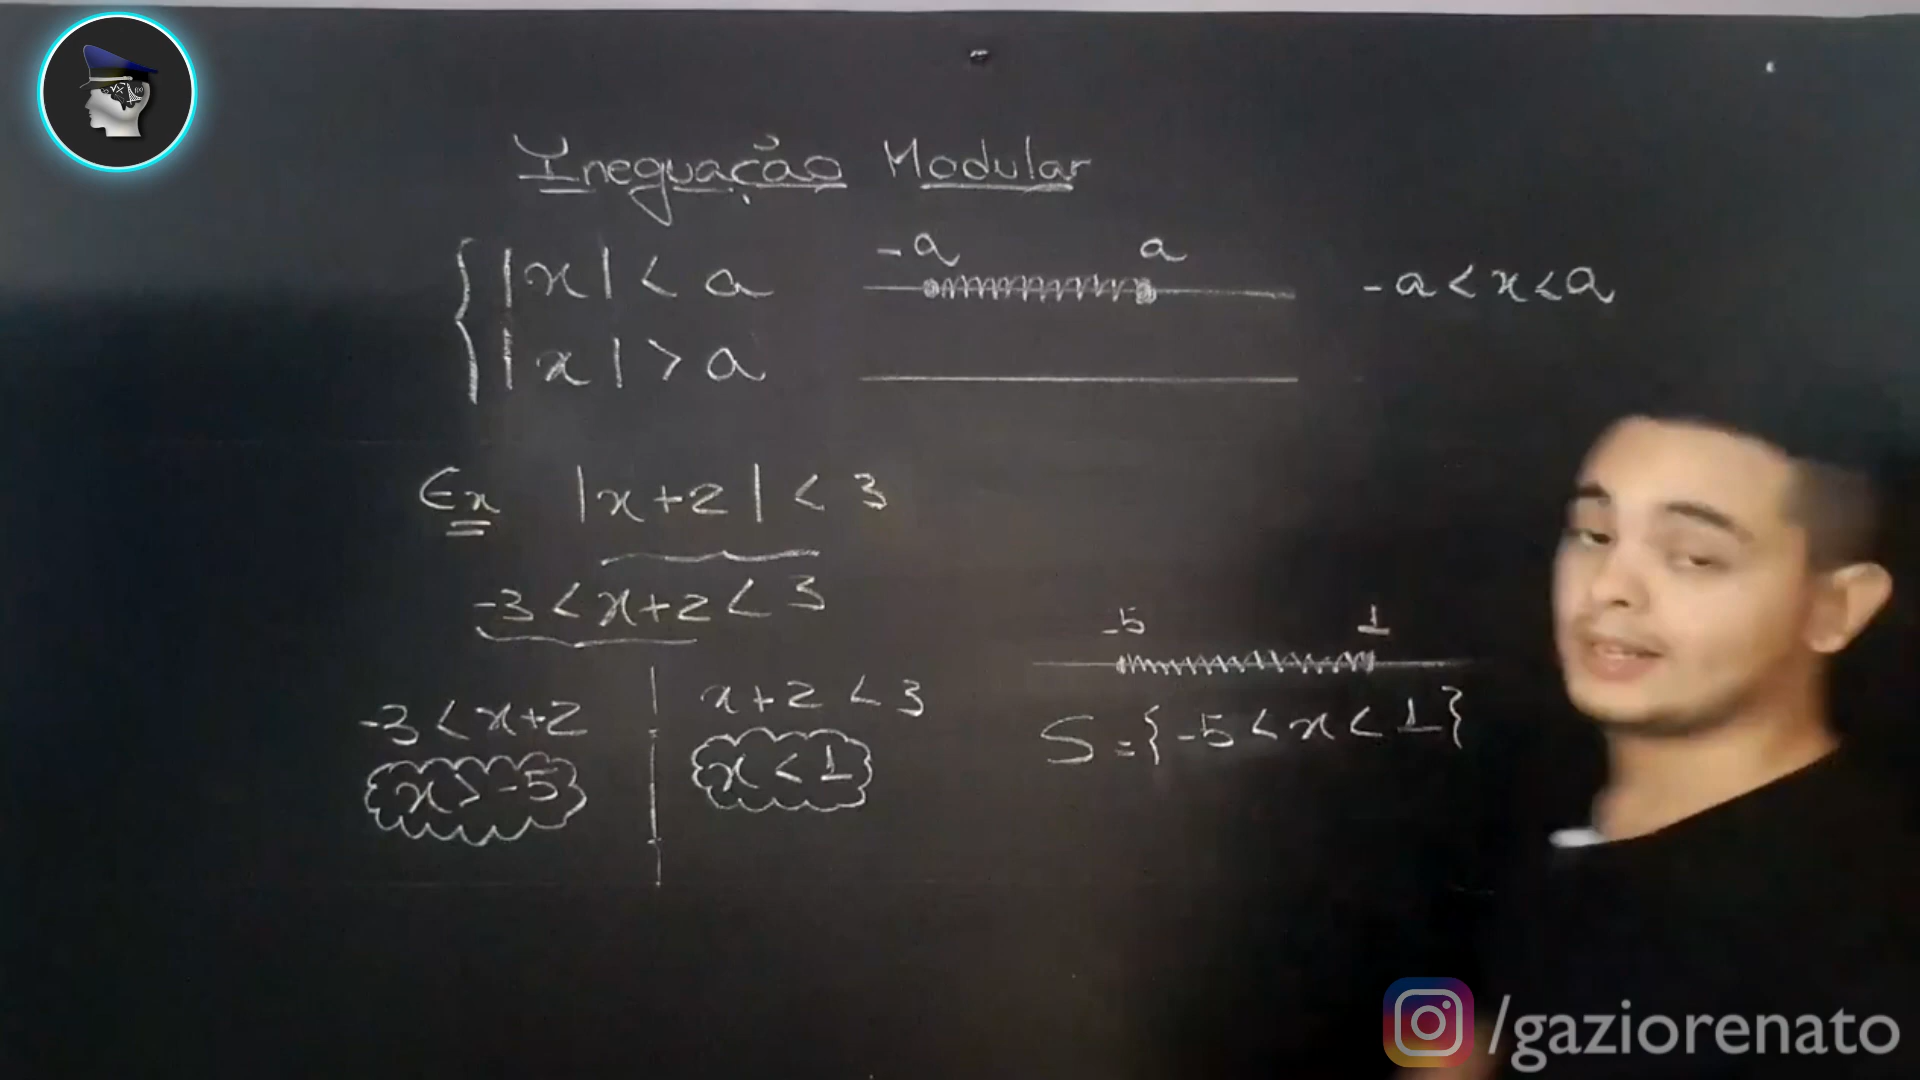 Inequação Modular
|x| < a
-a a
-a < x < a
|x| > a
Ex |x+2| < 3
-3 < x+2 < 3
-3 < x+2
x+2 < 3
x > -5
x < 1
-5 1
S = {-5 < x < 1}
/gaziorenato